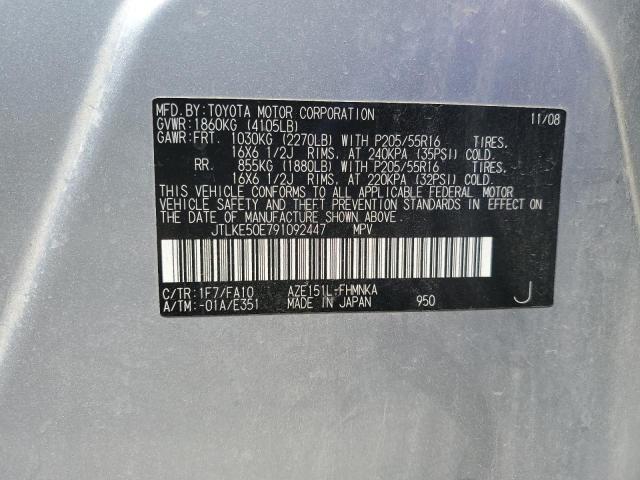 MFD.BY:TOYOTA MOTOR CORPORATION 11/08
GVWR:1860KG (4105LB)
GAWR:FRT. 1030KG (2270LB) WITH P205/55R16 TIRES,
16X6 1/2J RIMS, AT 240KPA (35PSI) COLD.
RR. 855KG (1880LB) WITH P205/55R16 TIRES,
16X6 1/2J RIMS, AT 220KPA (32PSI) COLD.
THIS VEHICLE CONFORMS TO ALL APPLICABLE FEDERAL MOTOR
VEHICLE SAFETY AND THEFT PREVENTION STANDARDS IN EFFECT ON
THE DATE OF MANUFACTURE SHOWN ABOVE.
JTLKE50E791092447 MPV
C/TR:1F7/FA10 AZE151L-FHMNKA
A/TM:-01A/E351 MADE IN JAPAN 950 J